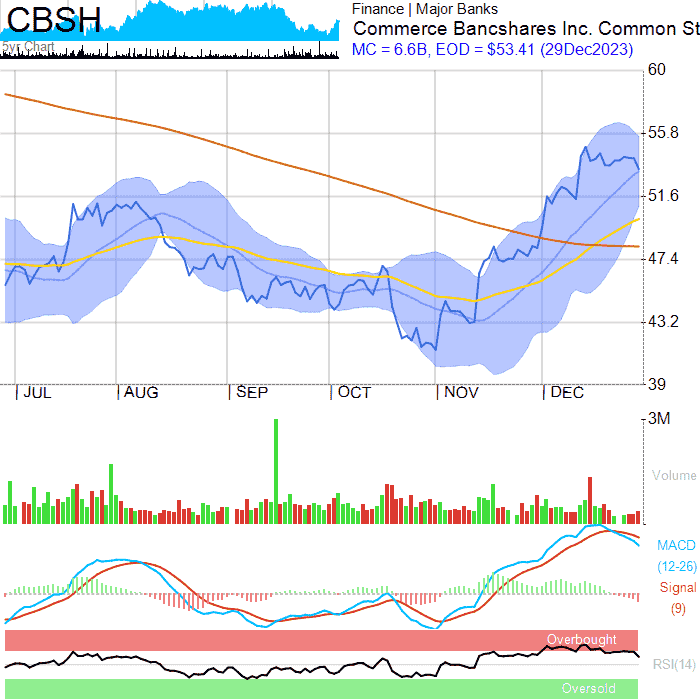 CBSH
5yr Chart
Finance | Major Banks
Commerce Bancshares Inc. Common St
MC = 6.6B, EOD = $53.41 (29Dec2023)
60
55.8
51.6
47.4
43.2
39
JUL AUG SEP OCT NOV DEC
3M
Volume
MACD
(12-26)
Signal
(9)
Overbought
RSI(14)
Oversold